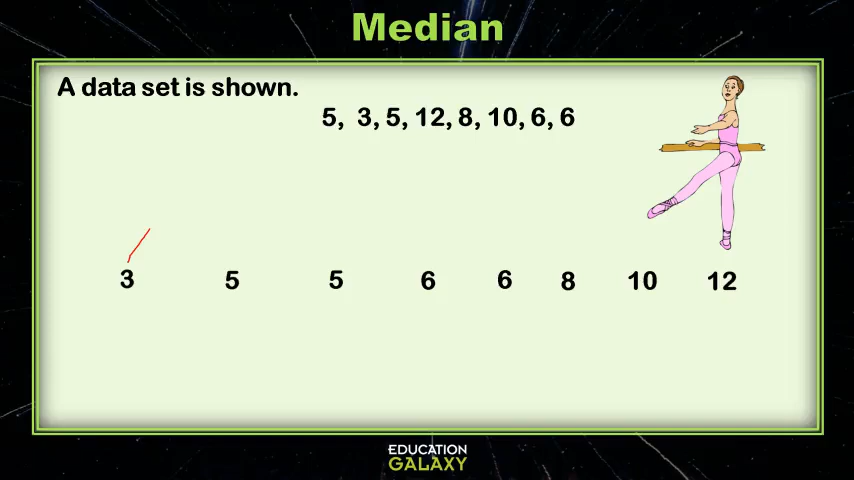 Median
A data set is shown.
5, 3, 5, 12, 8, 10, 6, 6
3 5 5 6 6 8 10 12
EDUCATION
GALAXY